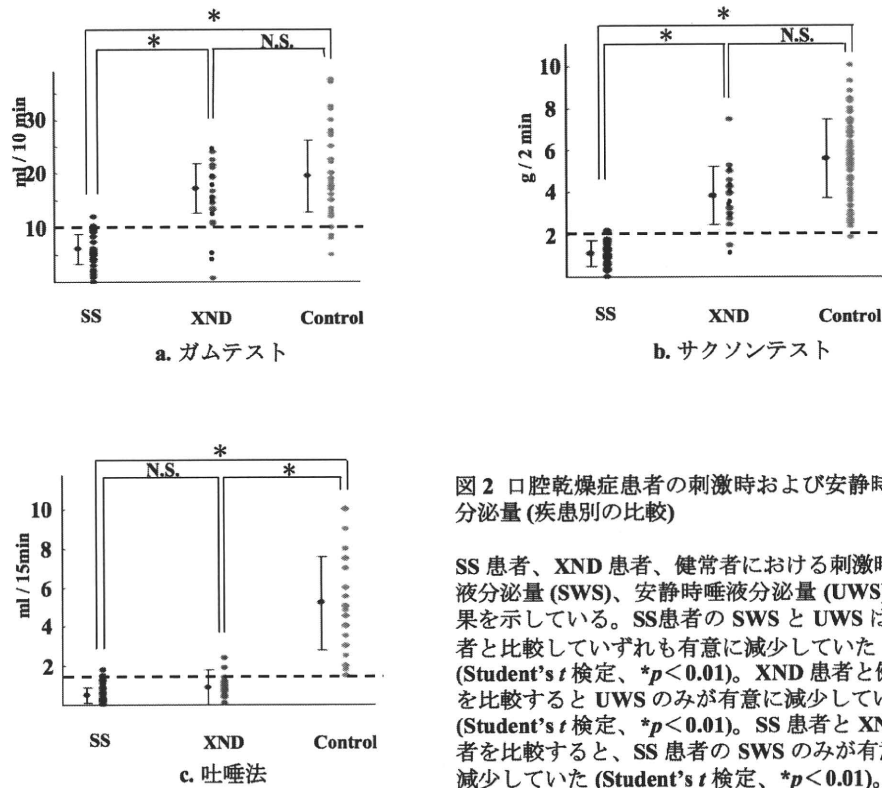 *
*
N.S.
ml / 10 min
30
20
10
SS XND Control
a. ガムテスト
*
*
N.S.
g / 2 min
10
8
6
4
2
SS XND Control
b. サクソンテスト
*
N.S.
*
ml / 15min
10
8
6
4
2
SS XND Control
c. 吐唾法
図 2 口腔乾燥症患者の刺激時および安静時
分泌量 (疾患別の比較)
SS 患者、XND 患者、健常者における刺激時
液分泌量 (SWS)、安静時唾液分泌量 (UWS)
果を示している。SS患者の SWS と UWS は
者と比較していずれも有意に減少していた
(Student's t 検定、*p<0.01)。XND 患者と健
を比較すると UWS のみが有意に減少してい
(Student's t 検定、*p<0.01)。SS 患者と XN
者を比較すると、SS 患者の SWS のみが有意
減少していた (Student's t 検定、*p<0.01)。